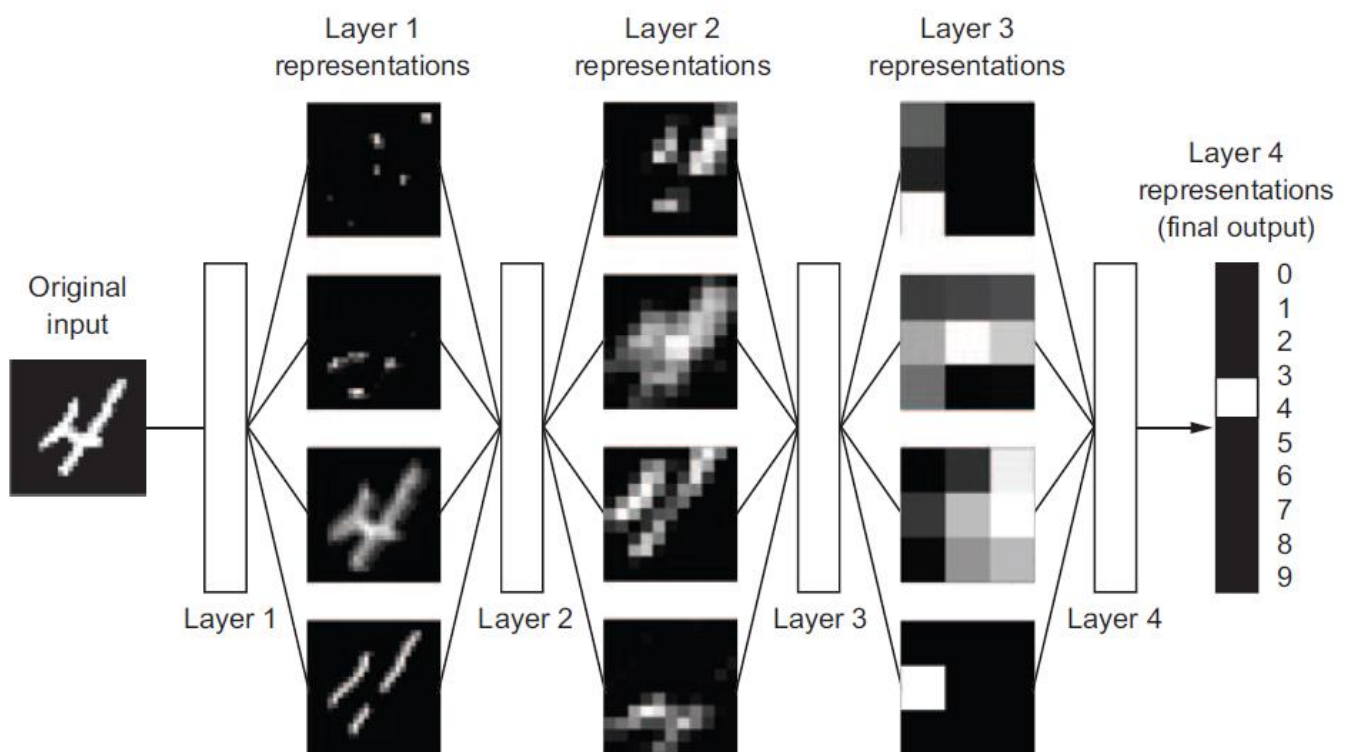 Layer 1
representations
Layer 2
representations
Layer 3
representations
Layer 4
representations
(final output)
Original
input
0
1
2
3
4
5
6
7
8
9
Layer 1
Layer 2
Layer 3
Layer 4